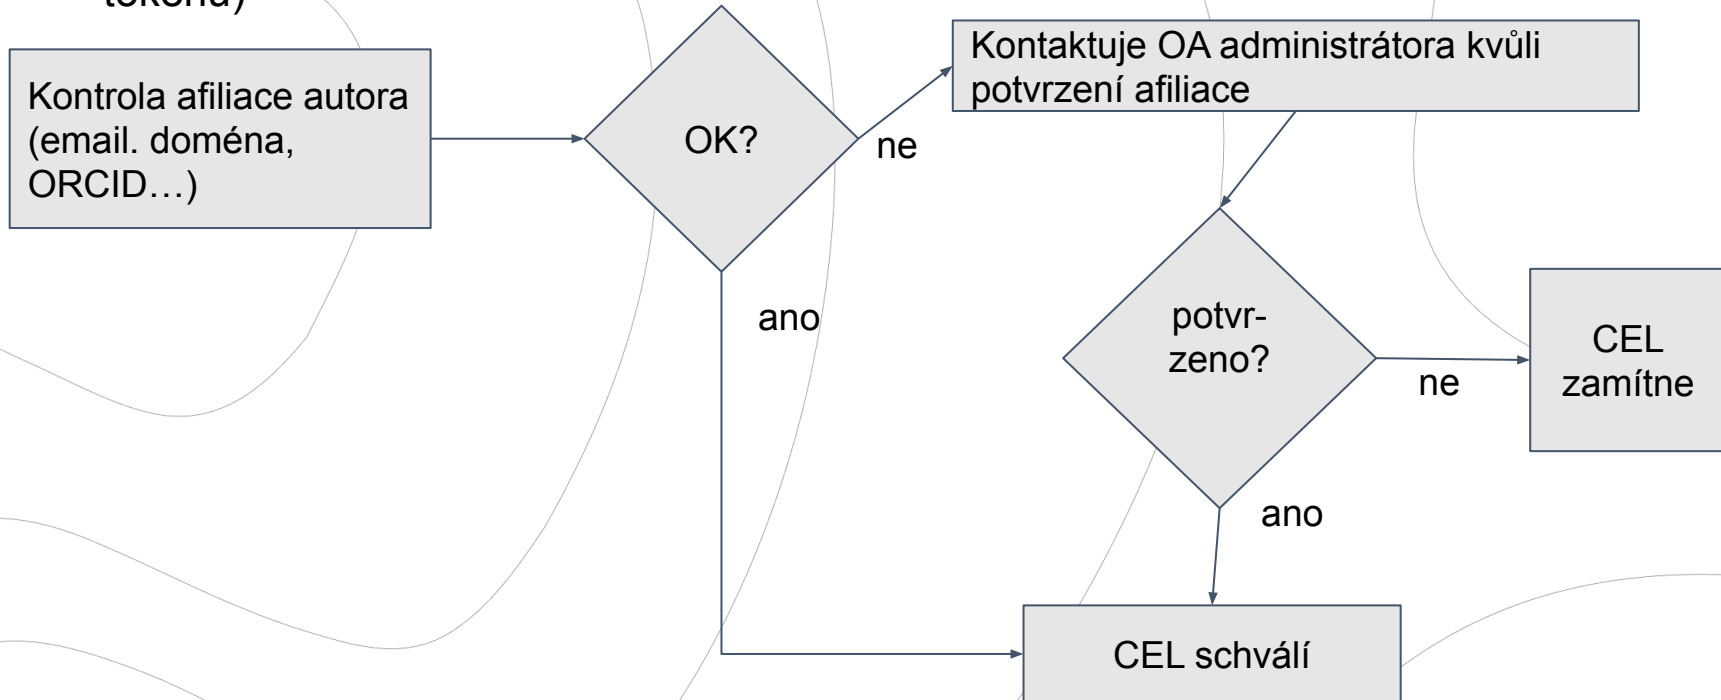 Kontrola afiliace autora
(email. doména,
ORCID…)
OK?
ne
Kontaktuje OA administrátora kvůli
potvrzení afiliace
ano
potvr-
zeno?
ne
CEL
zamítne
ano
CEL schválí